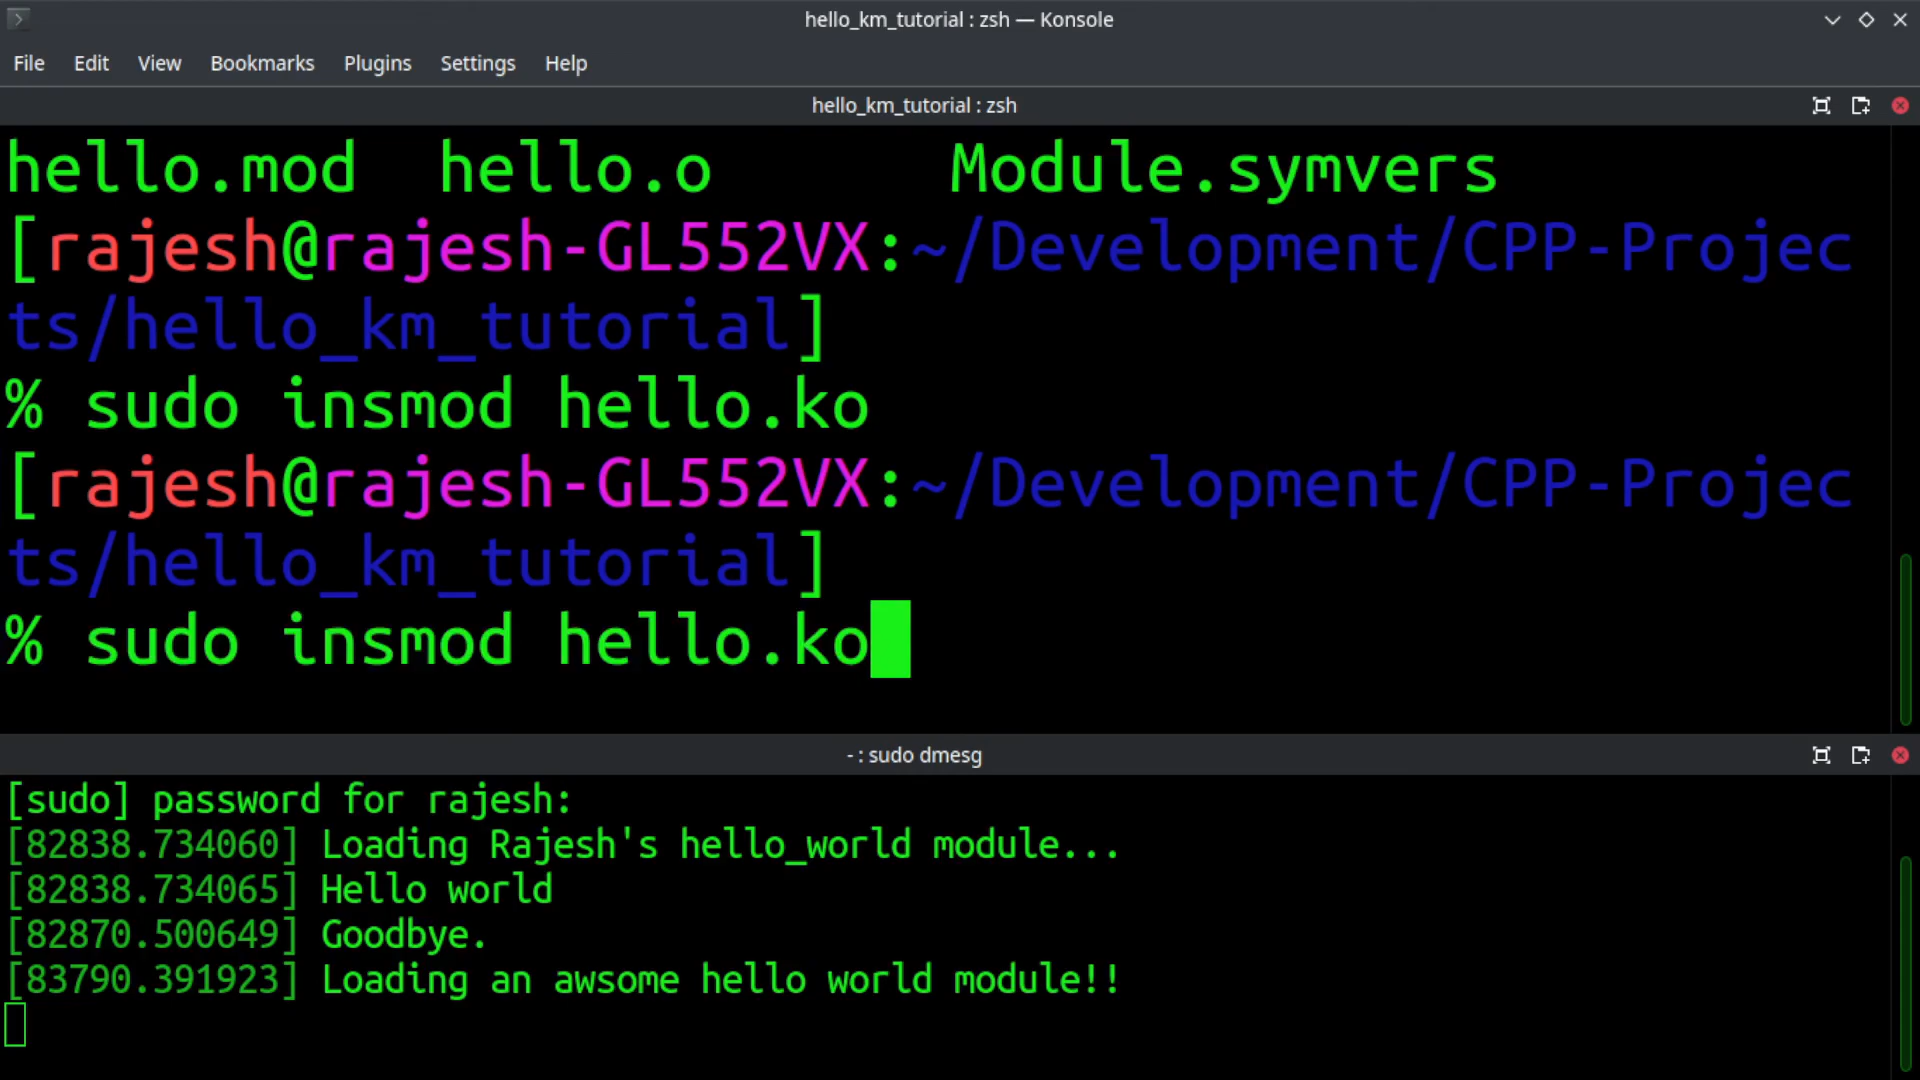 hello_km_tutorial : zsh — Konsole
File Edit View Bookmarks Plugins Settings Help
hello_km_tutorial : zsh
hello.mod hello.o Module.symvers
[rajesh@rajesh-GL552VX:~/Development/CPP-Projec
ts/hello_km_tutorial]
% sudo insmod hello.ko
[rajesh@rajesh-GL552VX:~/Development/CPP-Projec
ts/hello_km_tutorial]
% sudo insmod hello.ko
- : sudo dmesg
[sudo] password for rajesh:
[82838.734060] Loading Rajesh's hello_world module...
[82838.734065] Hello world
[82870.500649] Goodbye.
[83790.391923] Loading an awsome hello world module!!